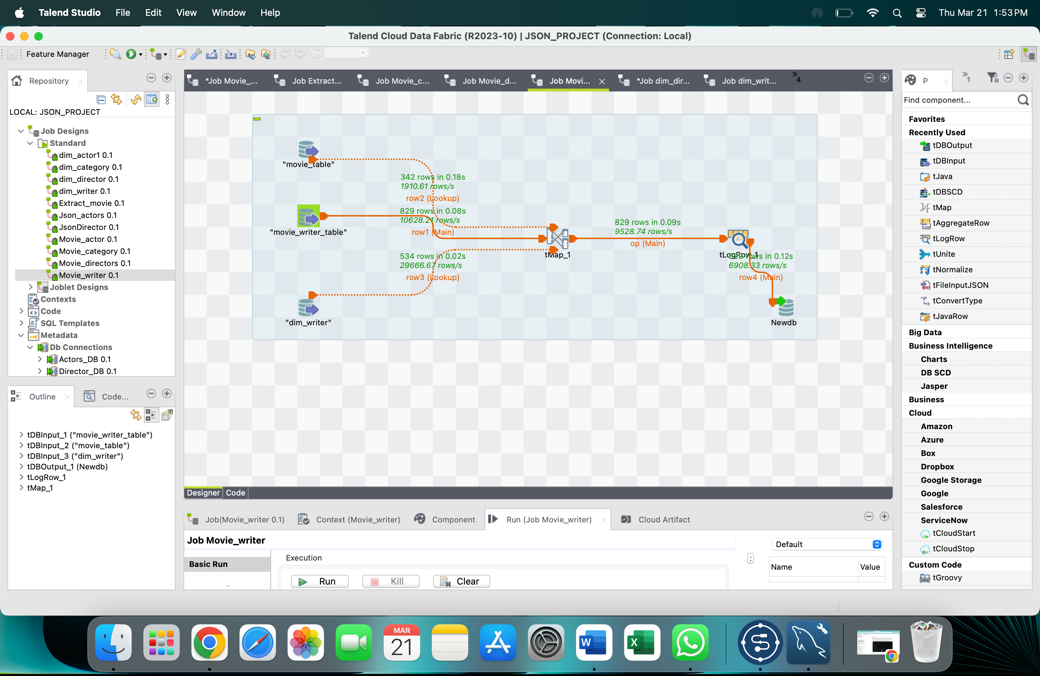 Talend Studio File Edit View Window Help
Thu Mar 21 1:53 PM
Talend Cloud Data Fabric (R2023-10) | JSON_PROJECT (Connection: Local)
Feature Manager
Repository
LOCAL: JSON_PROJECT
Job Designs
Standard
dim_actor1 0.1
dim_category 0.1
dim_director 0.1
dim_writer 0.1
Extract_movie 0.1
Json_actors 0.1
JsonDirector 0.1
Movie_actor 0.1
Movie_category 0.1
Movie_directors 0.1
Movie_writer 0.1
Joblet Designs
Contexts
Code
SQL Templates
Metadata
Db Connections
Actors_DB 0.1
Director_DB 0.1
Outline
Code...
tDBInput_1 ("movie_writer_table")
tDBInput_2 ("movie_table")
tDBInput_3 ("dim_writer")
tDBOutput_1 (Newdb)
tLogRow_1
tMap_1
*Job Movie_...
Job Extract...
Job Movie_c...
Job Movie_d...
Job Movi...
*Job dim_dir...
Job dim_writ...
4
"movie_table"
342 rows in 0.18s
1910.61 rows/s
row2 (Lookup)
829 rows in 0.08s
10628.21 rows/s
row1 (Main)
"movie_writer_table"
534 rows in 0.02s
29666.67 rows/s
row3 (Lookup)
"dim_writer"
tMap_1
829 rows in 0.09s
9528.74 rows/s
op (Main)
tLogRow_1
rows in 0.12s
6908.33 rows/s
row4 (Main)
Newdb
Designer Code
Job(Movie_writer 0.1)
Context (Movie_writer)
Component
Run (Job Movie_writer)
Cloud Artifact
Job Movie_writer
Basic Run
Execution
Run
Kill
Clear
Default
Name
Value
P
1
Find component...
Favorites
Recently Used
tDBOutput
tDBInput
tJava
tDBSCD
tMap
tAggregateRow
tLogRow
tUnite
tNormalize
tFileInputJSON
tConvertType
tJavaRow
Big Data
Business Intelligence
Charts
DB SCD
Jasper
Business
Cloud
Amazon
Azure
Box
Dropbox
Google Storage
Google
Salesforce
ServiceNow
tCloudStart
tCloudStop
Custom Code
tGroovy
MAR
21